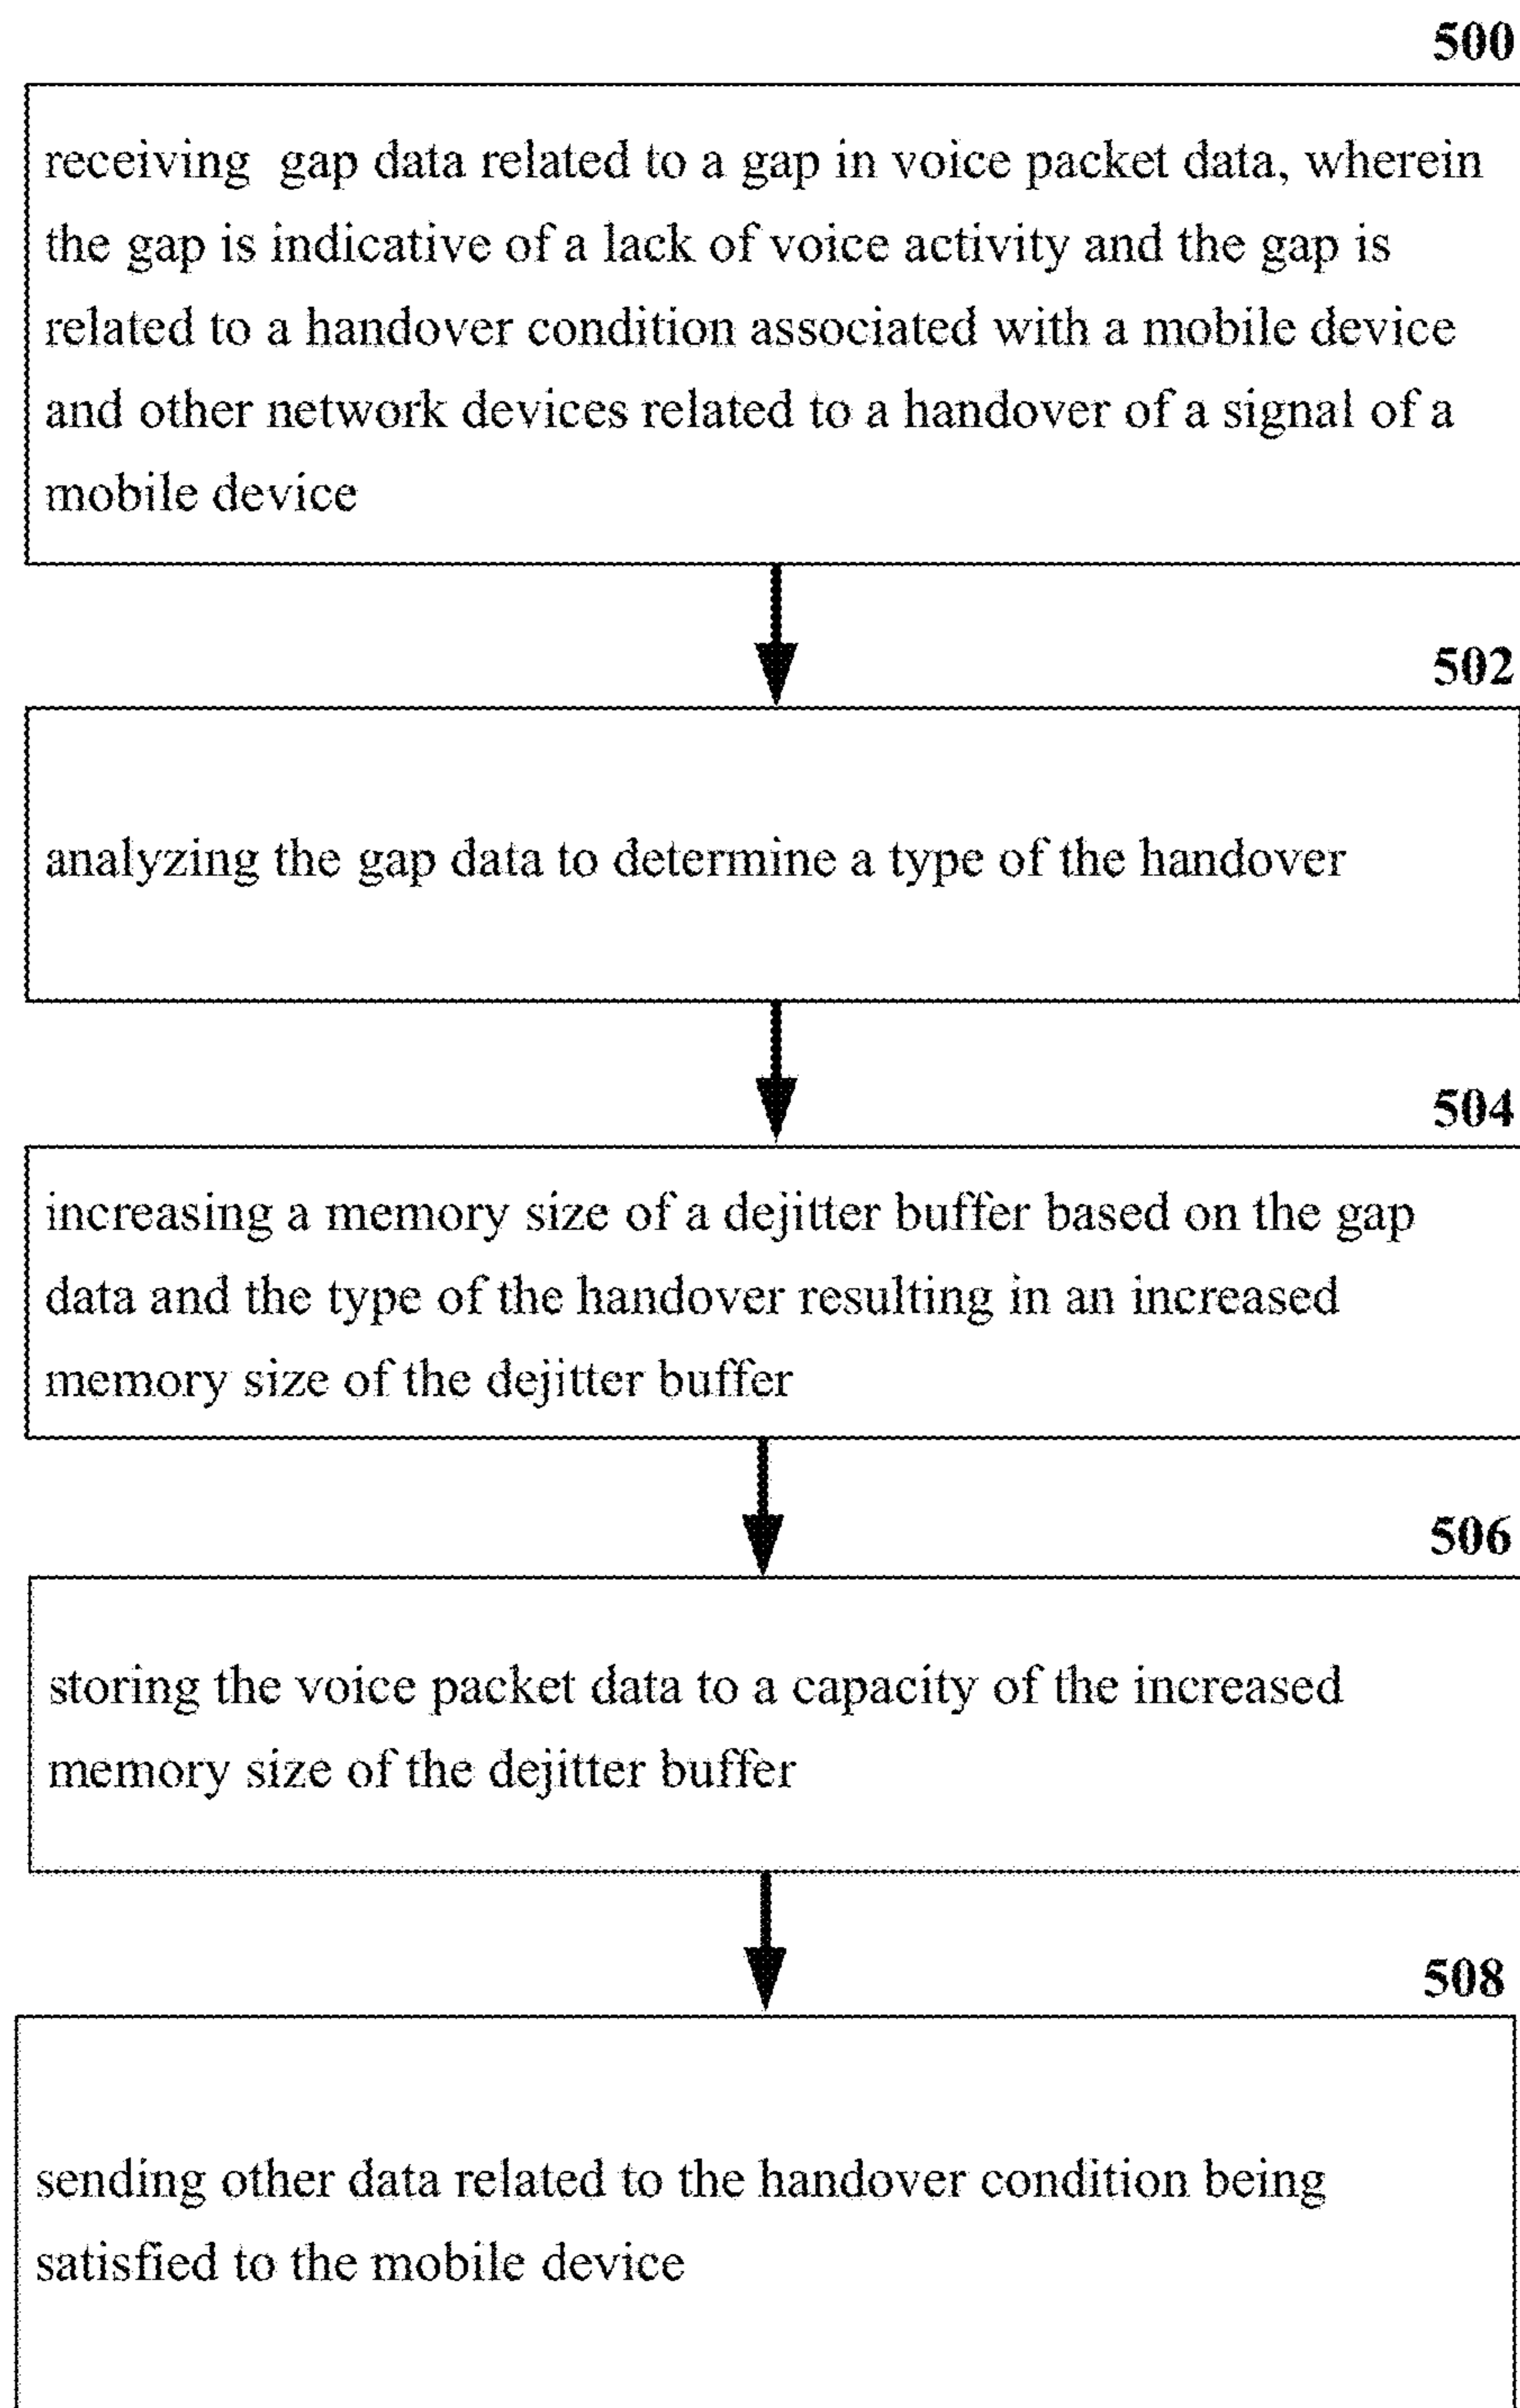 500
receiving gap data related to a gap in voice packet data, wherein
the gap is indicative of a lack of voice activity and the gap is
related to a handover condition associated with a mobile device
and other network devices related to a handover of a signal of a
mobile device
502
analyzing the gap data to determine a type of the handover
504
increasing a memory size of a dejitter buffer based on the gap
data and the type of the handover resulting in an increased
memory size of the dejitter buffer
506
storing the voice packet data to a capacity of the increased
memory size of the dejitter buffer
508
sending other data related to the handover condition being
satisfied to the mobile device